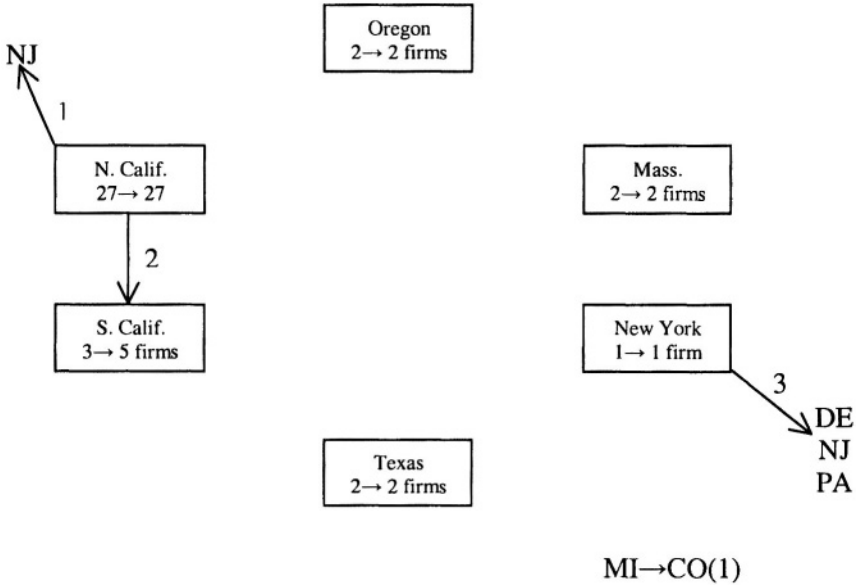 Oregon
2→ 2 firms
NJ
1
N. Calif.
27→ 27
Mass.
2→ 2 firms
2
S. Calif.
3→ 5 firms
New York
1→ 1 firm
3
DE
NJ
PA
Texas
2→ 2 firms
MI→CO(1)